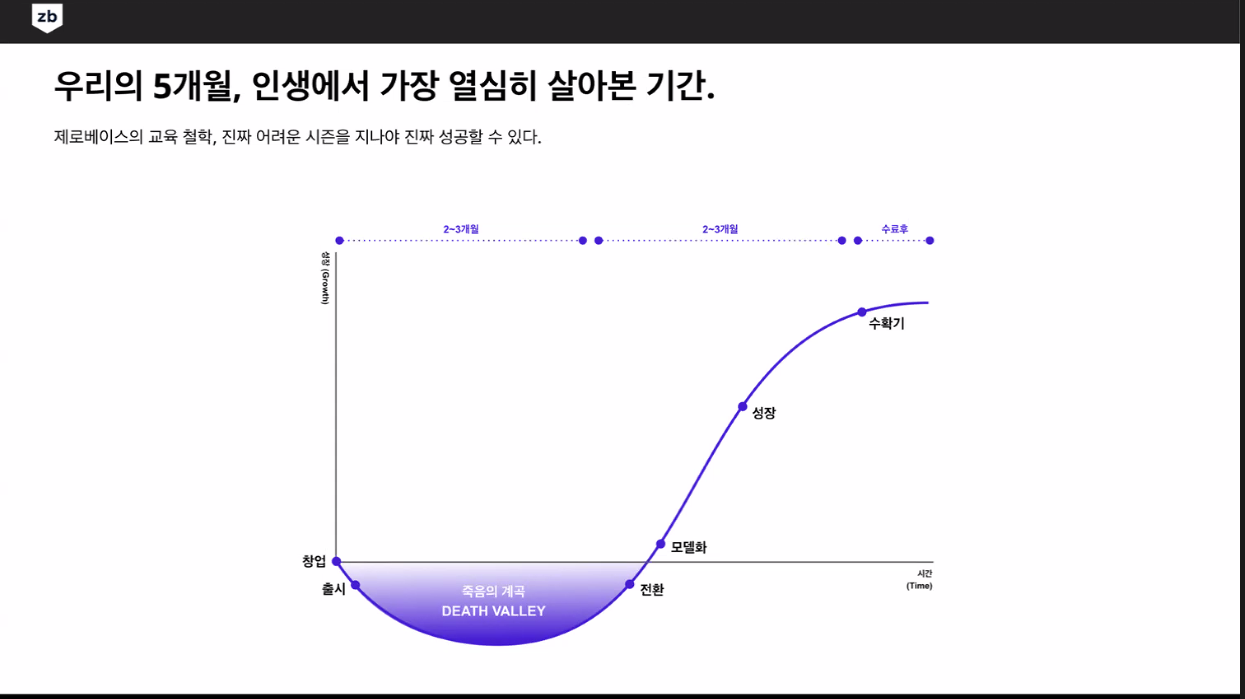 zb
우리의 5개월, 인생에서 가장 열심히 살아본 기간.
제로베이스의 교육 철학, 진짜 어려운 시즌을 지나야 진짜 성공할 수 있다.
2~3개월
2~3개월
수료후
성장 (Growth)
수확기
성장
모델화
창업
시간
(Time)
출시
죽음의 계곡
DEATH VALLEY
전환